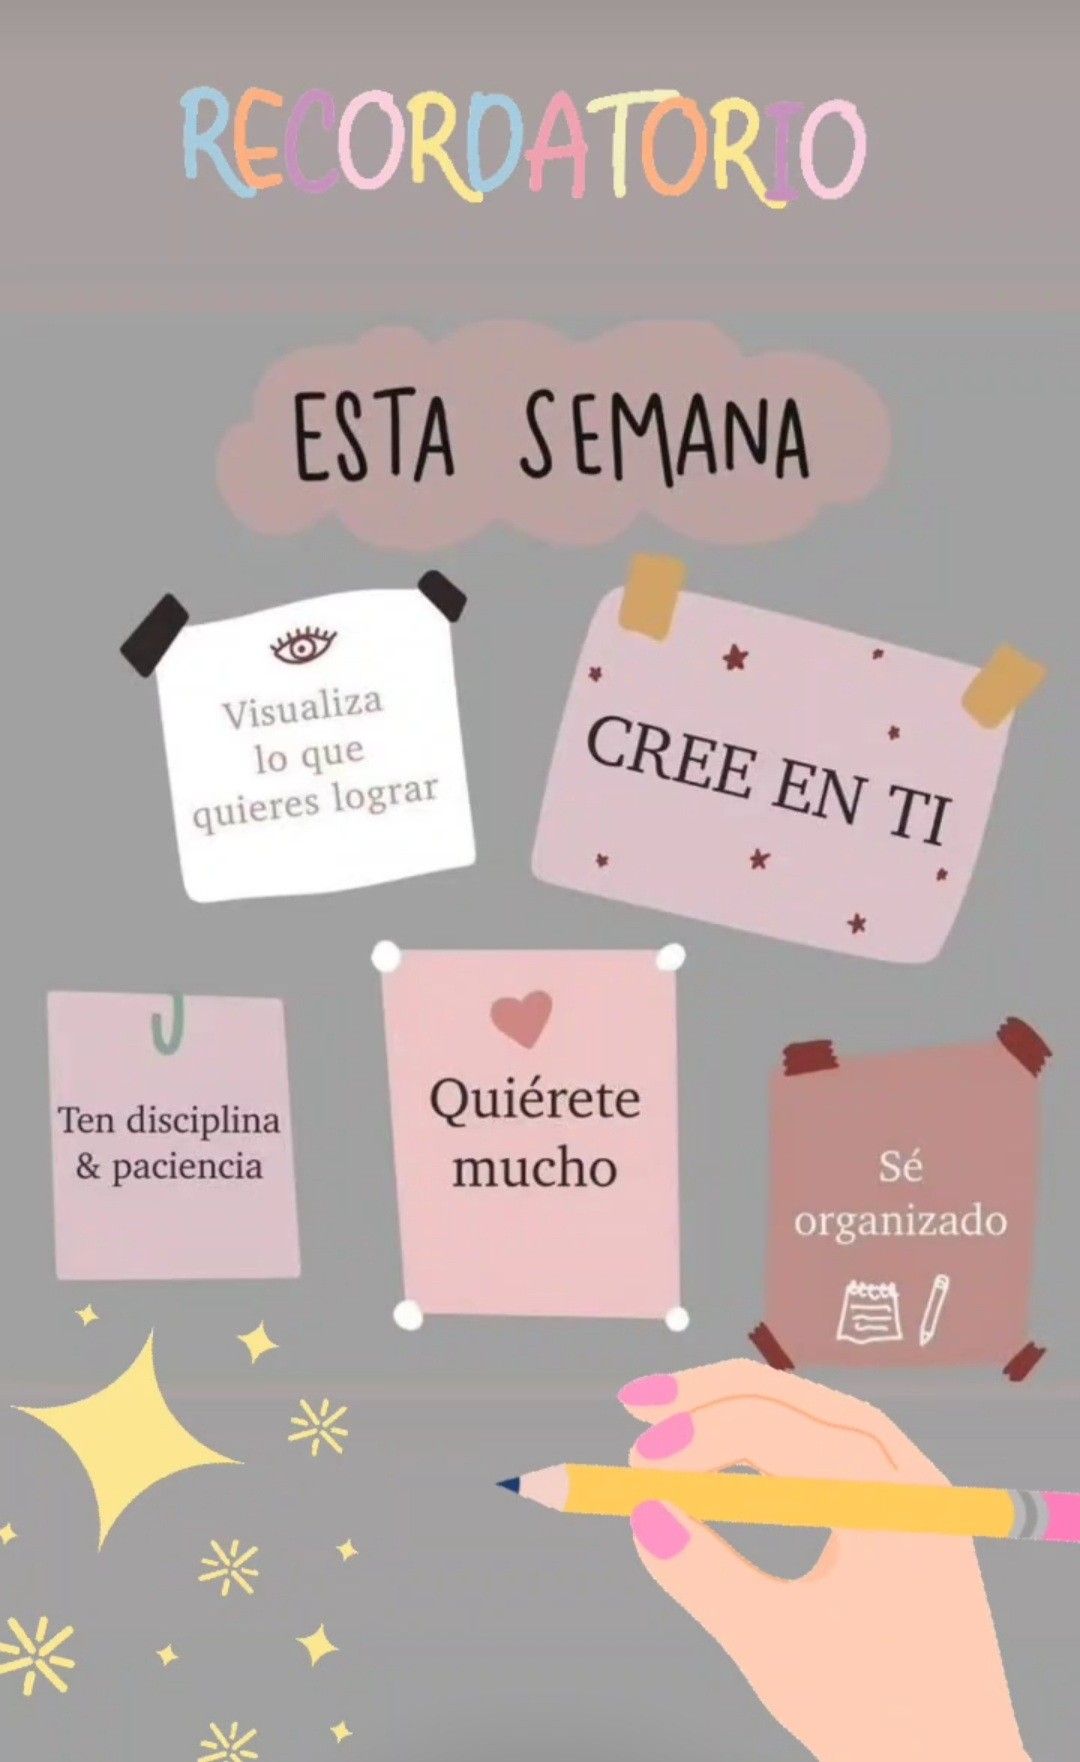 RECORDATORIO
ESTA SEMANA
Visualiza
lo que
quieres lograr
CREE EN TI
Ten disciplina
& paciencia
Quiérete
mucho
Sé
organizado